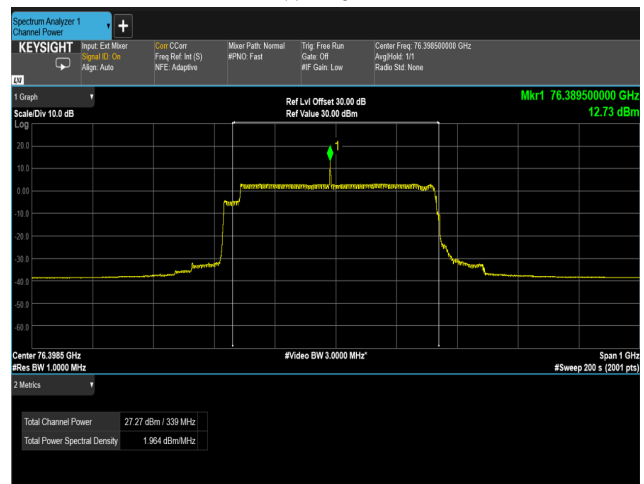 Spectrum Analyzer 1
Channel Power
+
KEYSIGHT
LXI
Input: Ext Mixer
Signal ID: On
Align: Auto
Corr CCorr
Freq Ref: Int (S)
NFE: Adaptive
Mixer Path: Normal
#PNO: Fast
Trig: Free Run
Gate: Off
#IF Gain: Low
Center Freq: 76.398500000 GHz
Avg|Hold: 1/1
Radio Std: None
1 Graph
Scale/Div 10.0 dB
Log
Ref Lvl Offset 30.00 dB
Ref Value 30.00 dBm
Mkr1 76.389500000 GHz
12.73 dBm
1
20.0
10.0
0.00
-10.0
-20.0
-30.0
-40.0
-50.0
-60.0
Center 76.3985 GHz
#Res BW 1.0000 MHz
#Video BW 3.0000 MHz*
Span 1 GHz
#Sweep 200 s (2001 pts)
2 Metrics
Total Channel Power 27.27 dBm / 339 MHz
Total Power Spectral Density 1.964 dBm/MHz